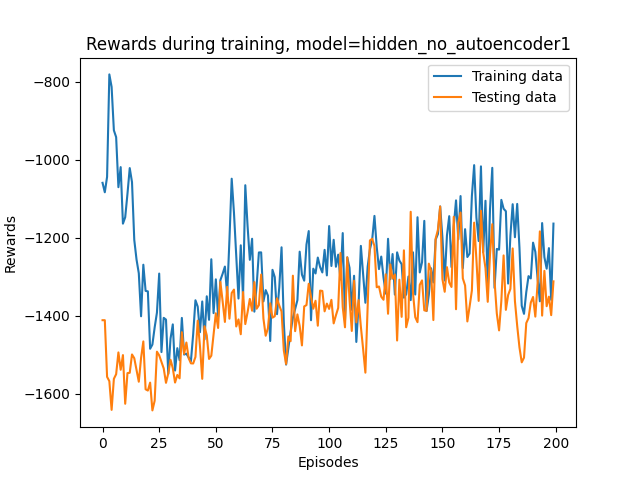 Rewards during training, model=hidden_no_autoencoder1
Training data
Testing data
Rewards
−800
−1000
−1200
−1400
−1600
0 25 50 75 100 125 150 175 200
Episodes